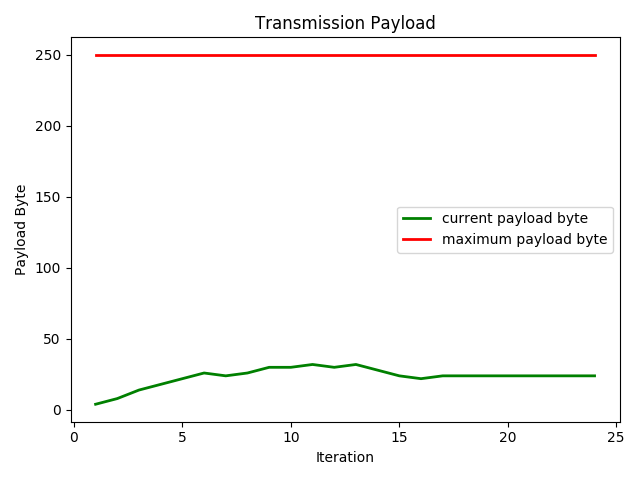 Transmission Payload
250
200
150
100
50
0
Payload Byte
current payload byte
maximum payload byte
0 5 10 15 20 25
Iteration